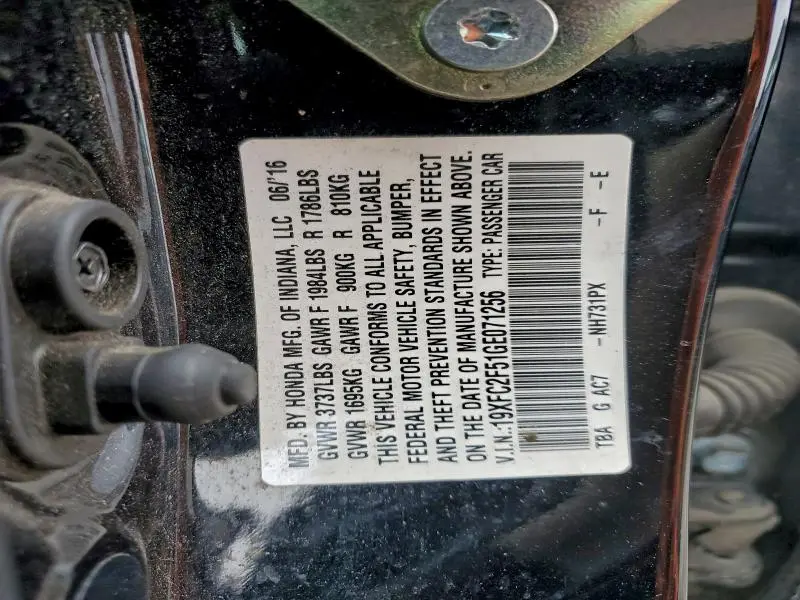 MFD. BY HONDA MFG. OF INDIANA, LLC 06/'16
GVWR 3737LBS GAWR F 1984LBS R 1786LBS
GVWR 1695KG GAWR F 900KG R 810KG
THIS VEHICLE CONFORMS TO ALL APPLICABLE
FEDERAL MOTOR VEHICLE SAFETY, BUMPER,
AND THEFT PREVENTION STANDARDS IN EFFECT
ON THE DATE OF MANUFACTURE SHOWN ABOVE.
V.I.N.:19XFC2F51GE071256 TYPE: PASSENGER CAR
TBA G AC7 -NH731PX -F -E